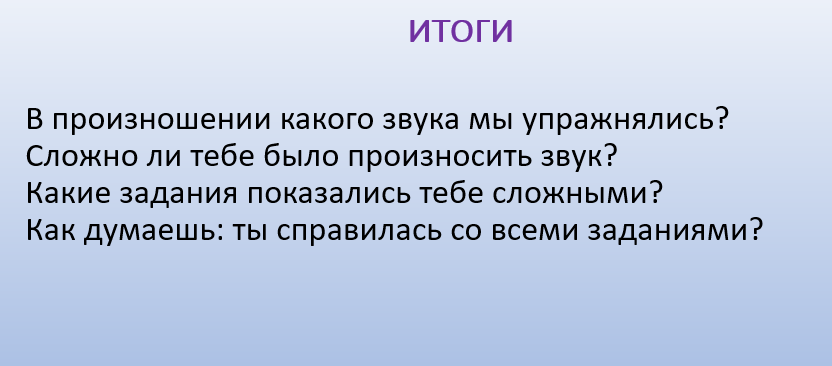 ИТОГИ
В произношении какого звука мы упражнялись?
Сложно ли тебе было произносить звук?
Какие задания показались тебе сложными?
Как думаешь: ты справилась со всеми заданиями?